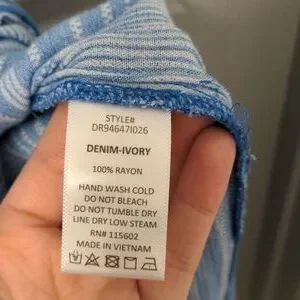 STYLE#
DR94647I026
DENIM-IVORY
100% RAYON
HAND WASH COLD
DO NOT BLEACH
DO NOT TUMBLE DRY
LINE DRY LOW STEAM
RN# 115602
MADE IN VIETNAM